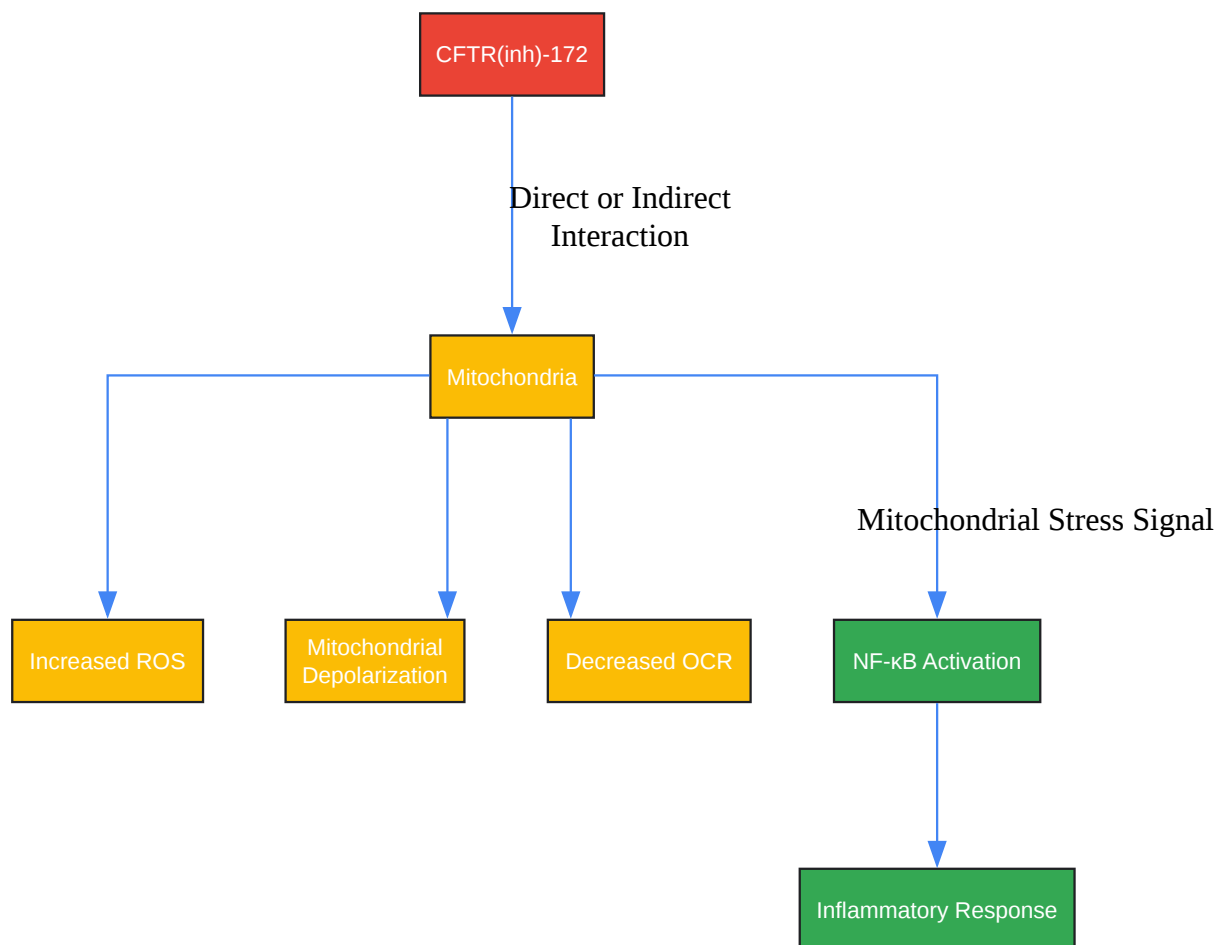 CFTR(inh)-172
Direct or Indirect
Interaction
Mitochondria
Mitochondrial Stress Signal
Increased ROS
Mitochondrial
Depolarization
Decreased OCR
NF-κB Activation
Inflammatory Response